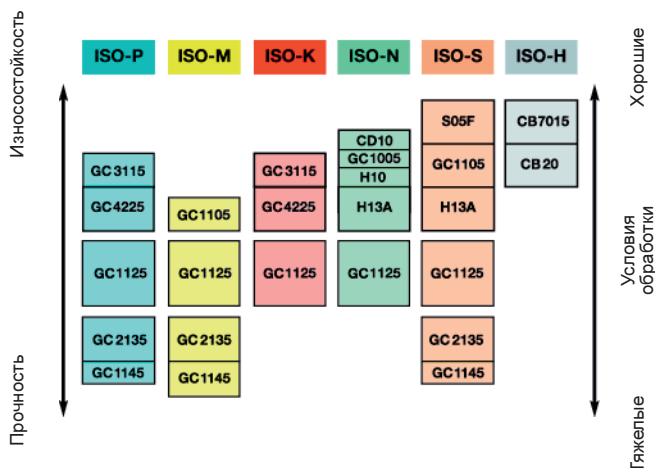 Износостойкость
Прочность
ISO-P
ISO-M
ISO-K
ISO-N
ISO-S
ISO-H
GC3115
GC4225
GC1125
GC2135
GC1145
GC1105
GC1125
GC2135
GC1145
GC3115
GC4225
GC1125
CD10
GC1005
H10
H13A
GC1125
S05F
GC1105
H13A
GC1125
GC2135
GC1145
CB7015
CB20
Хорошие
Условия
обработки
Тяжелые